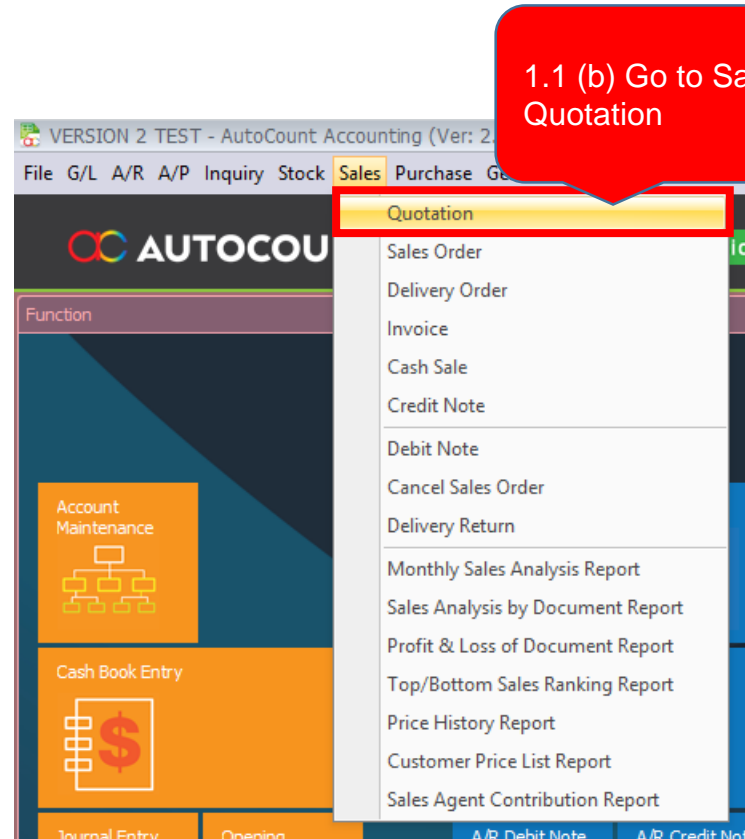 1.1 (b) Go to Sa
Quotation
VERSION 2 TEST - AutoCount Accounting (Ver: 2.
File G/L A/R A/P Inquiry Stock Sales Purchase Ge
AUTOCOU
Function
Quotation
Sales Order
Delivery Order
Invoice
Cash Sale
Credit Note
Debit Note
Cancel Sales Order
Delivery Return
Monthly Sales Analysis Report
Sales Analysis by Document Report
Profit & Loss of Document Report
Top/Bottom Sales Ranking Report
Price History Report
Customer Price List Report
Sales Agent Contribution Report
Account
Maintenance
Cash Book Entry
Journal Entry
Opening
A/R Debit Note
A/R Credit Not